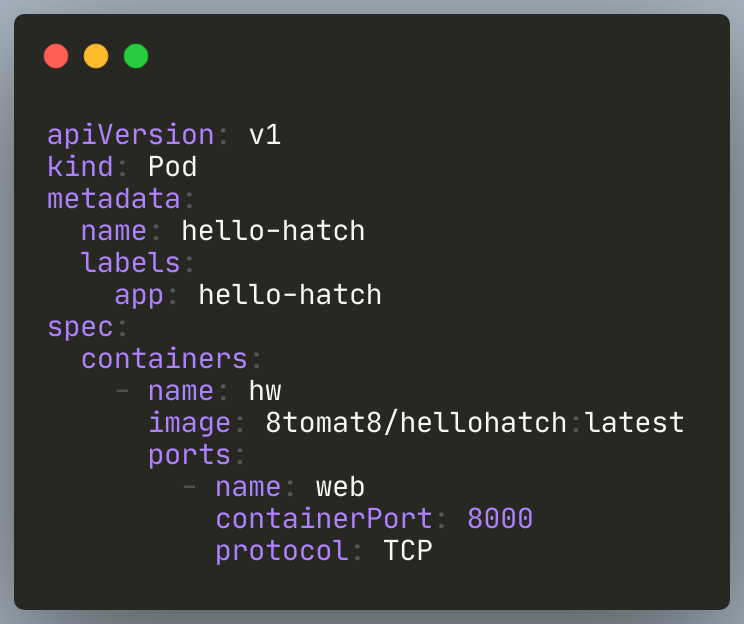 apiVersion: v1
kind: Pod
metadata:
  name: hello-hatch
  labels:
    app: hello-hatch
spec:
  containers:
    - name: hw
      image: 8tomat8/hellohatch:latest
      ports:
        - name: web
          containerPort: 8000
          protocol: TCP